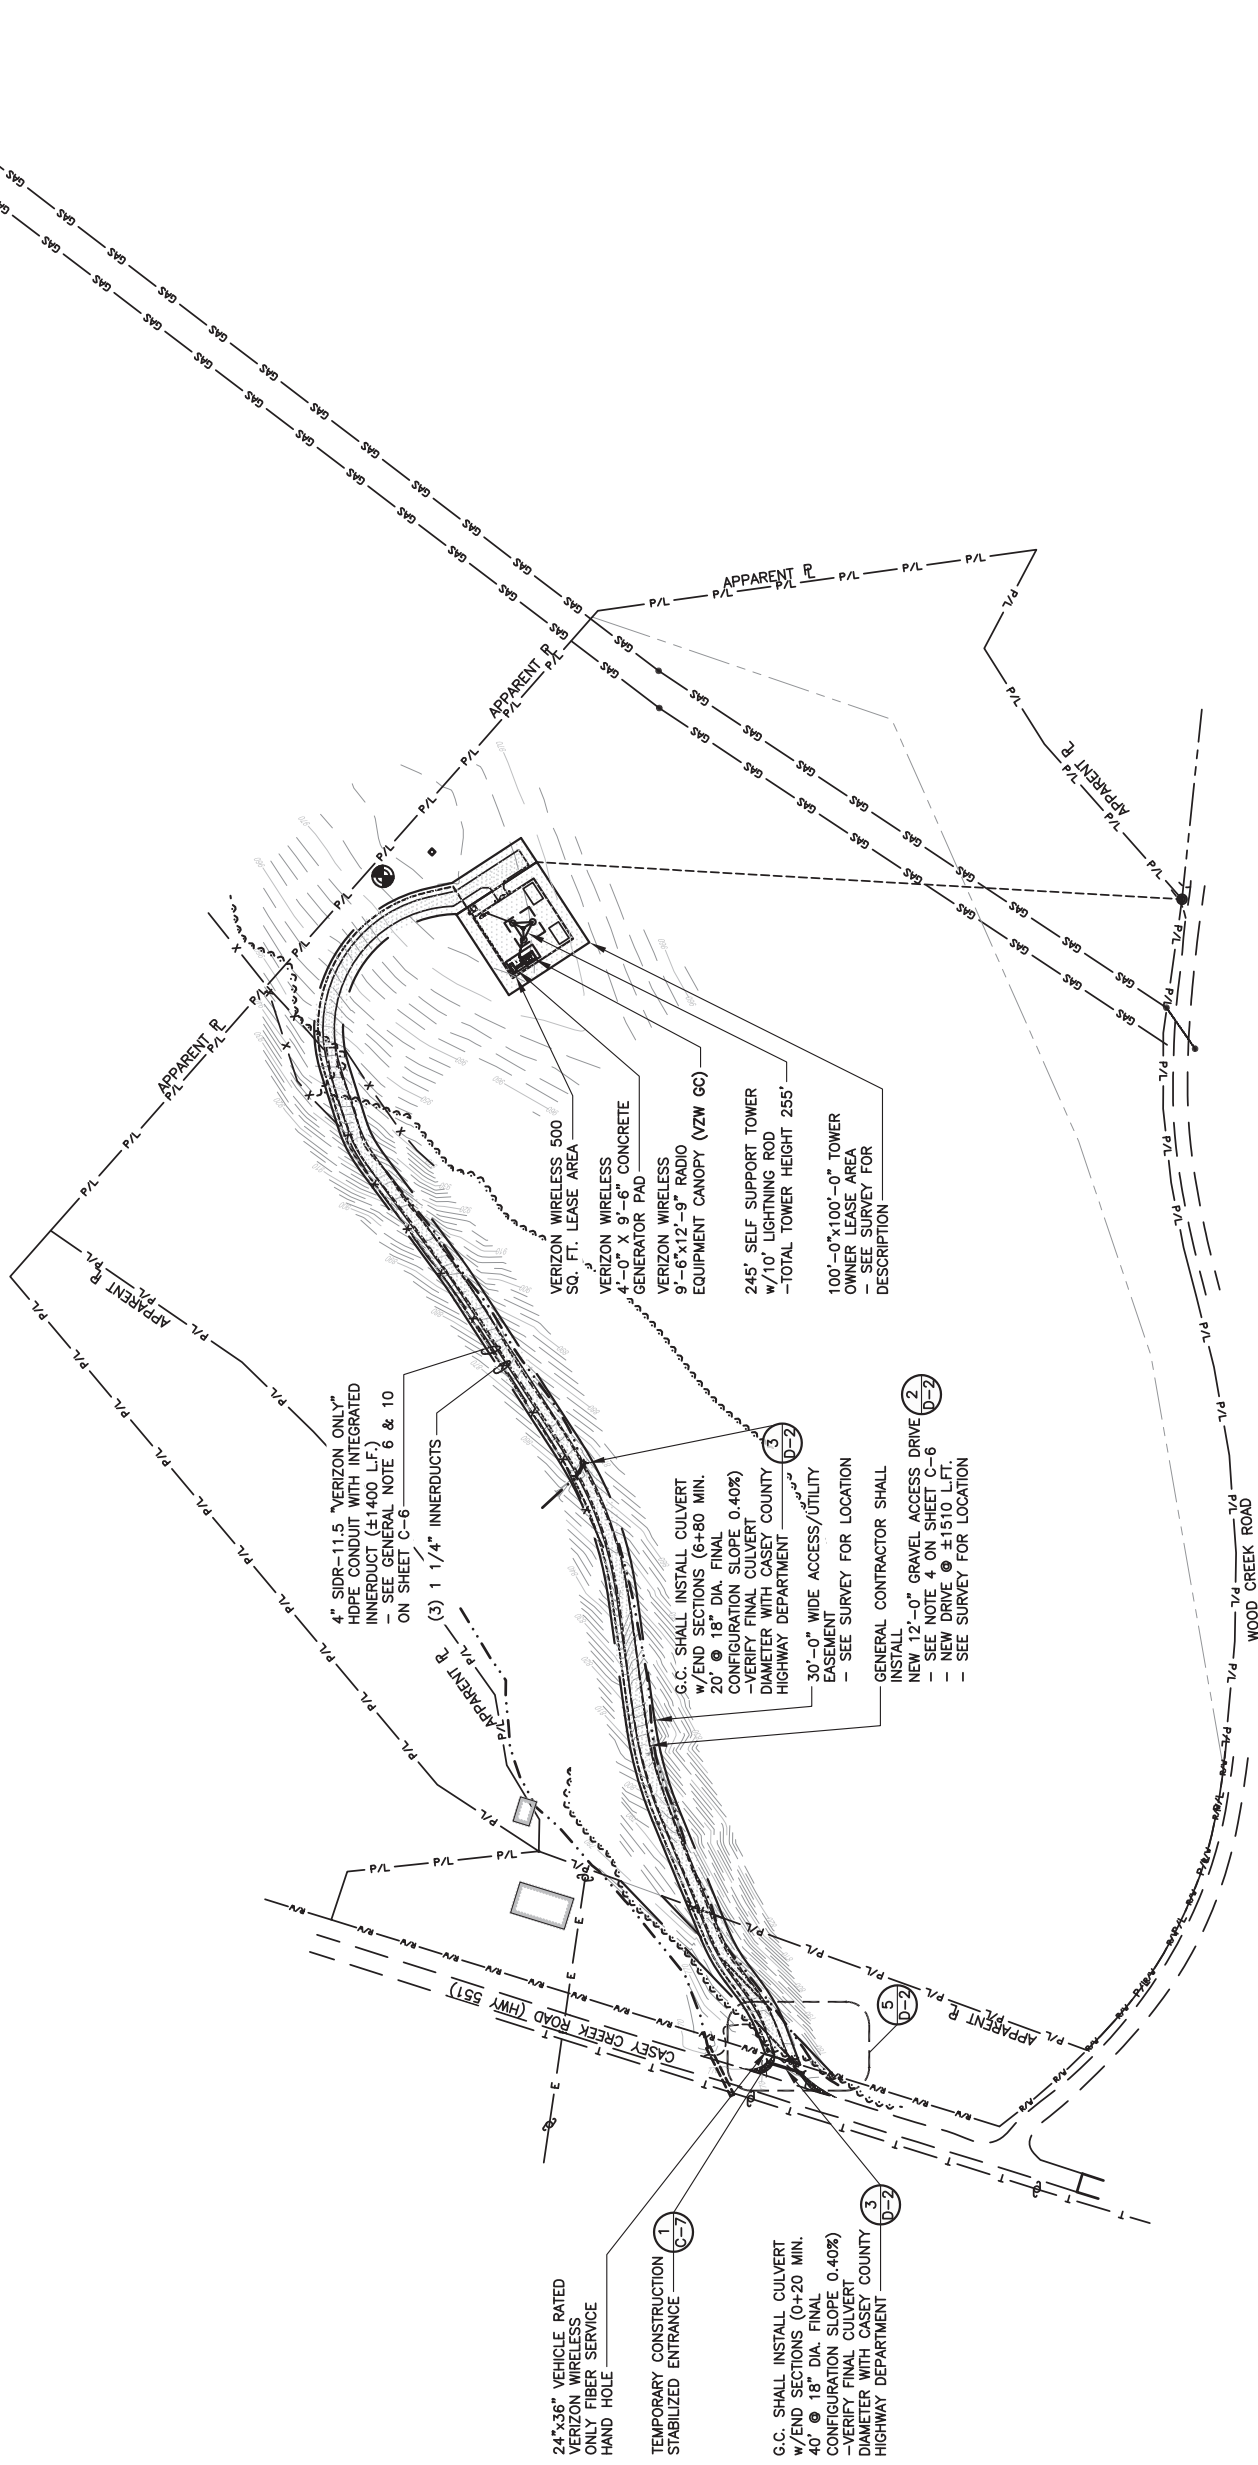 24"x36" VEHICLE RATED
VERIZON WIRELESS
ONLY FIBER SERVICE
HAND HOLE
TEMPORARY CONSTRUCTION
STABILIZED ENTRANCE
1
C-7
G.C. SHALL INSTALL CULVERT
w/END SECTIONS (0+20 MIN.
40' @ 18" DIA. FINAL
CONFIGURATION SLOPE 0.40%)
-VERIFY FINAL CULVERT
DIAMETER WITH CASEY COUNTY
HIGHWAY DEPARTMENT
3
D-2
5
D-2
CASEY CREEK ROAD (HWY 551)
4" SIDR-11.5 "VERIZON ONLY"
HDPE CONDUIT WITH INTEGRATED
INNERDUCT (±1400 L.F.)
- SEE GENERAL NOTE 6 & 10
ON SHEET C-6
(3) 1 1/4" INNERDUCTS
G.C. SHALL INSTALL CULVERT
w/END SECTIONS (6+80 MIN.
20' @ 18" DIA. FINAL
CONFIGURATION SLOPE 0.40%)
-VERIFY FINAL CULVERT
DIAMETER WITH CASEY COUNTY
HIGHWAY DEPARTMENT
3
D-2
30'-0" WIDE ACCESS/UTILITY
EASEMENT
- SEE SURVEY FOR LOCATION
GENERAL CONTRACTOR SHALL
INSTALL
NEW 12'-0" GRAVEL ACCESS DRIVE
- SEE NOTE 4 ON SHEET C-6
- NEW DRIVE @ ±1510 L.FT.
- SEE SURVEY FOR LOCATION
2
D-2
VERIZON WIRELESS 500
SQ. FT. LEASE AREA
VERIZON WIRELESS
4'-0" X 9'-6" CONCRETE
GENERATOR PAD
VERIZON WIRELESS
9'-6"x12'-9" RADIO
EQUIPMENT CANOPY (VZW GC)
245' SELF SUPPORT TOWER
w/10' LIGHTNING ROD
-TOTAL TOWER HEIGHT 255'
100'-0"x100'-0" TOWER
OWNER LEASE AREA
- SEE SURVEY FOR
DESCRIPTION
APPARENT PL
APPARENT PL
APPARENT PL
APPARENT PL
APPARENT PL
APPARENT PL
APPARENT PL
WOOD CREEK ROAD
P/L
R/W
GAS
E
T
X